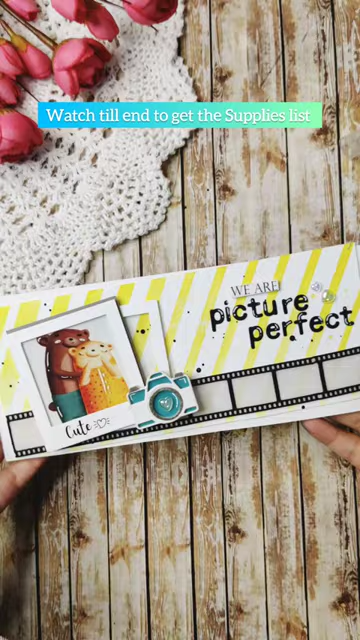 Watch till end to get the Supplies list
WE ARE
picture
perfect
Cute